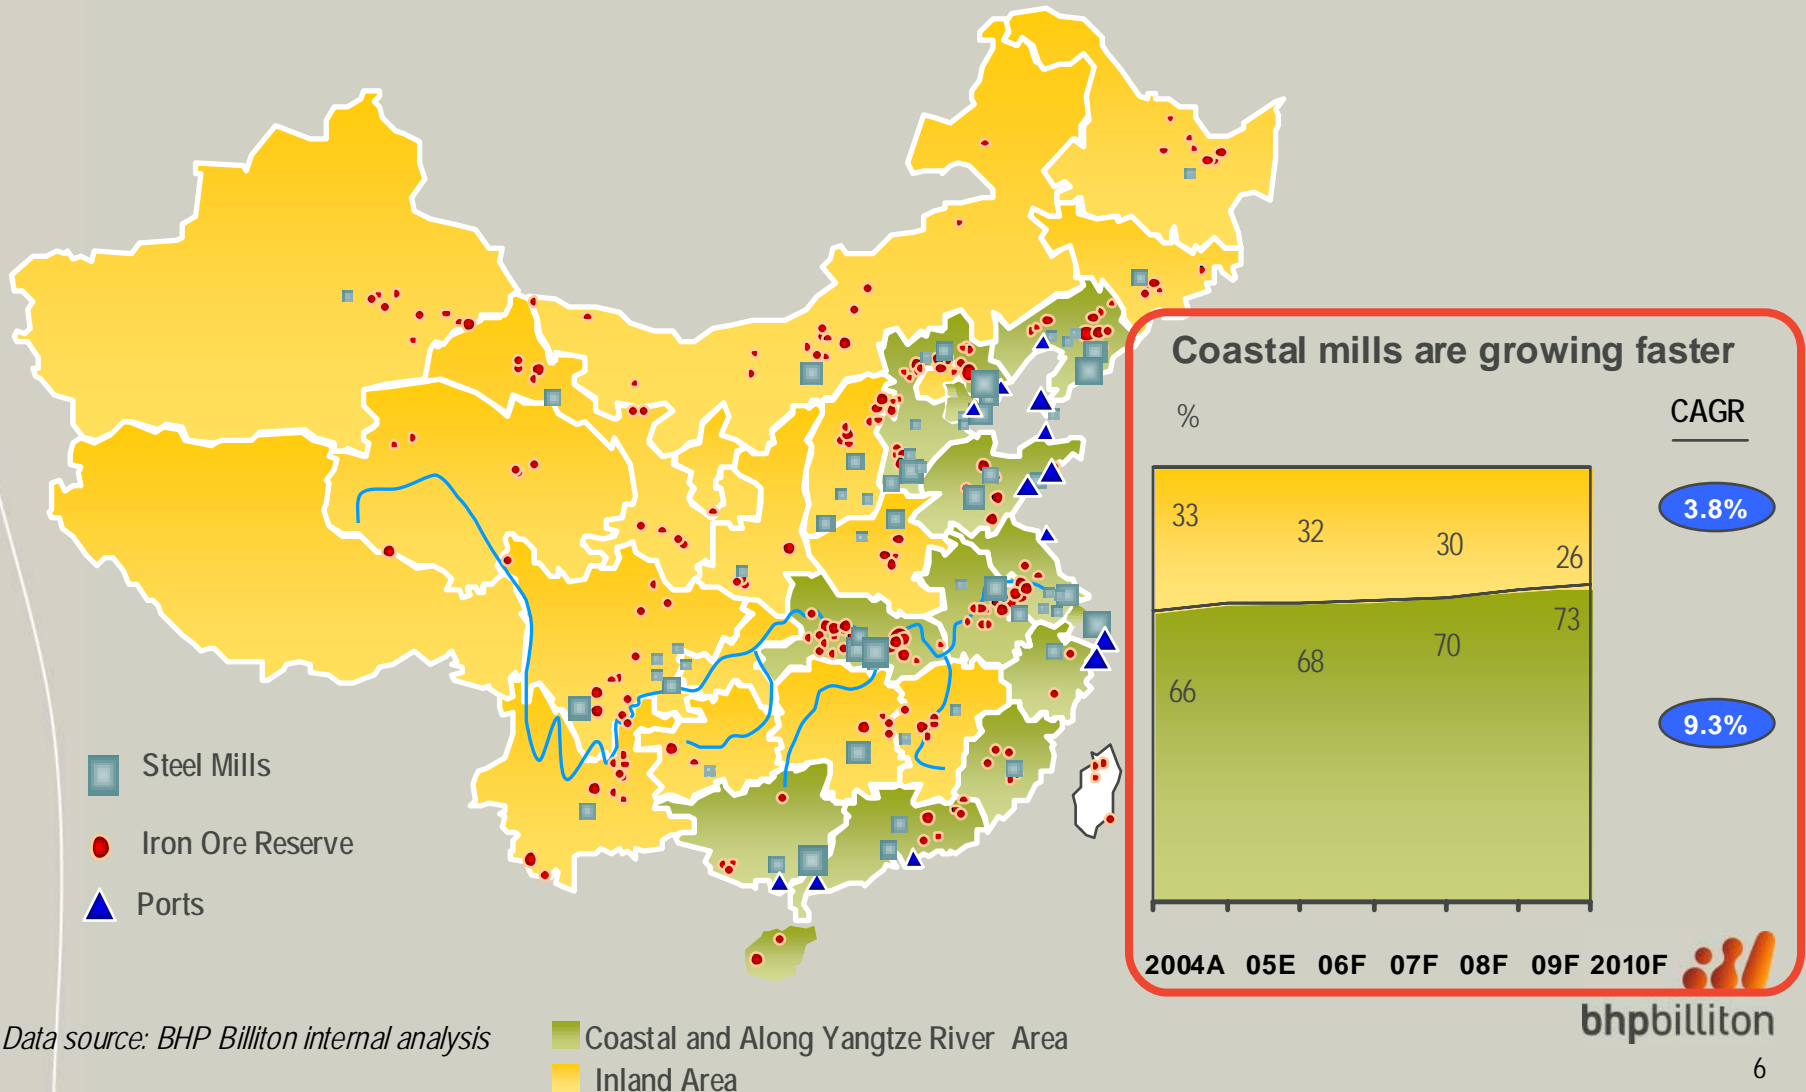 Coastal mills are growing faster
%
CAGR
33
32
30
26
3.8%
66
68
70
73
9.3%
2004A 05E 06F 07F 08F 09F 2010F
Steel Mills
Iron Ore Reserve
Ports
Data source: BHP Billiton internal analysis
Coastal and Along Yangtze River Area
Inland Area
bhpbilliton
6